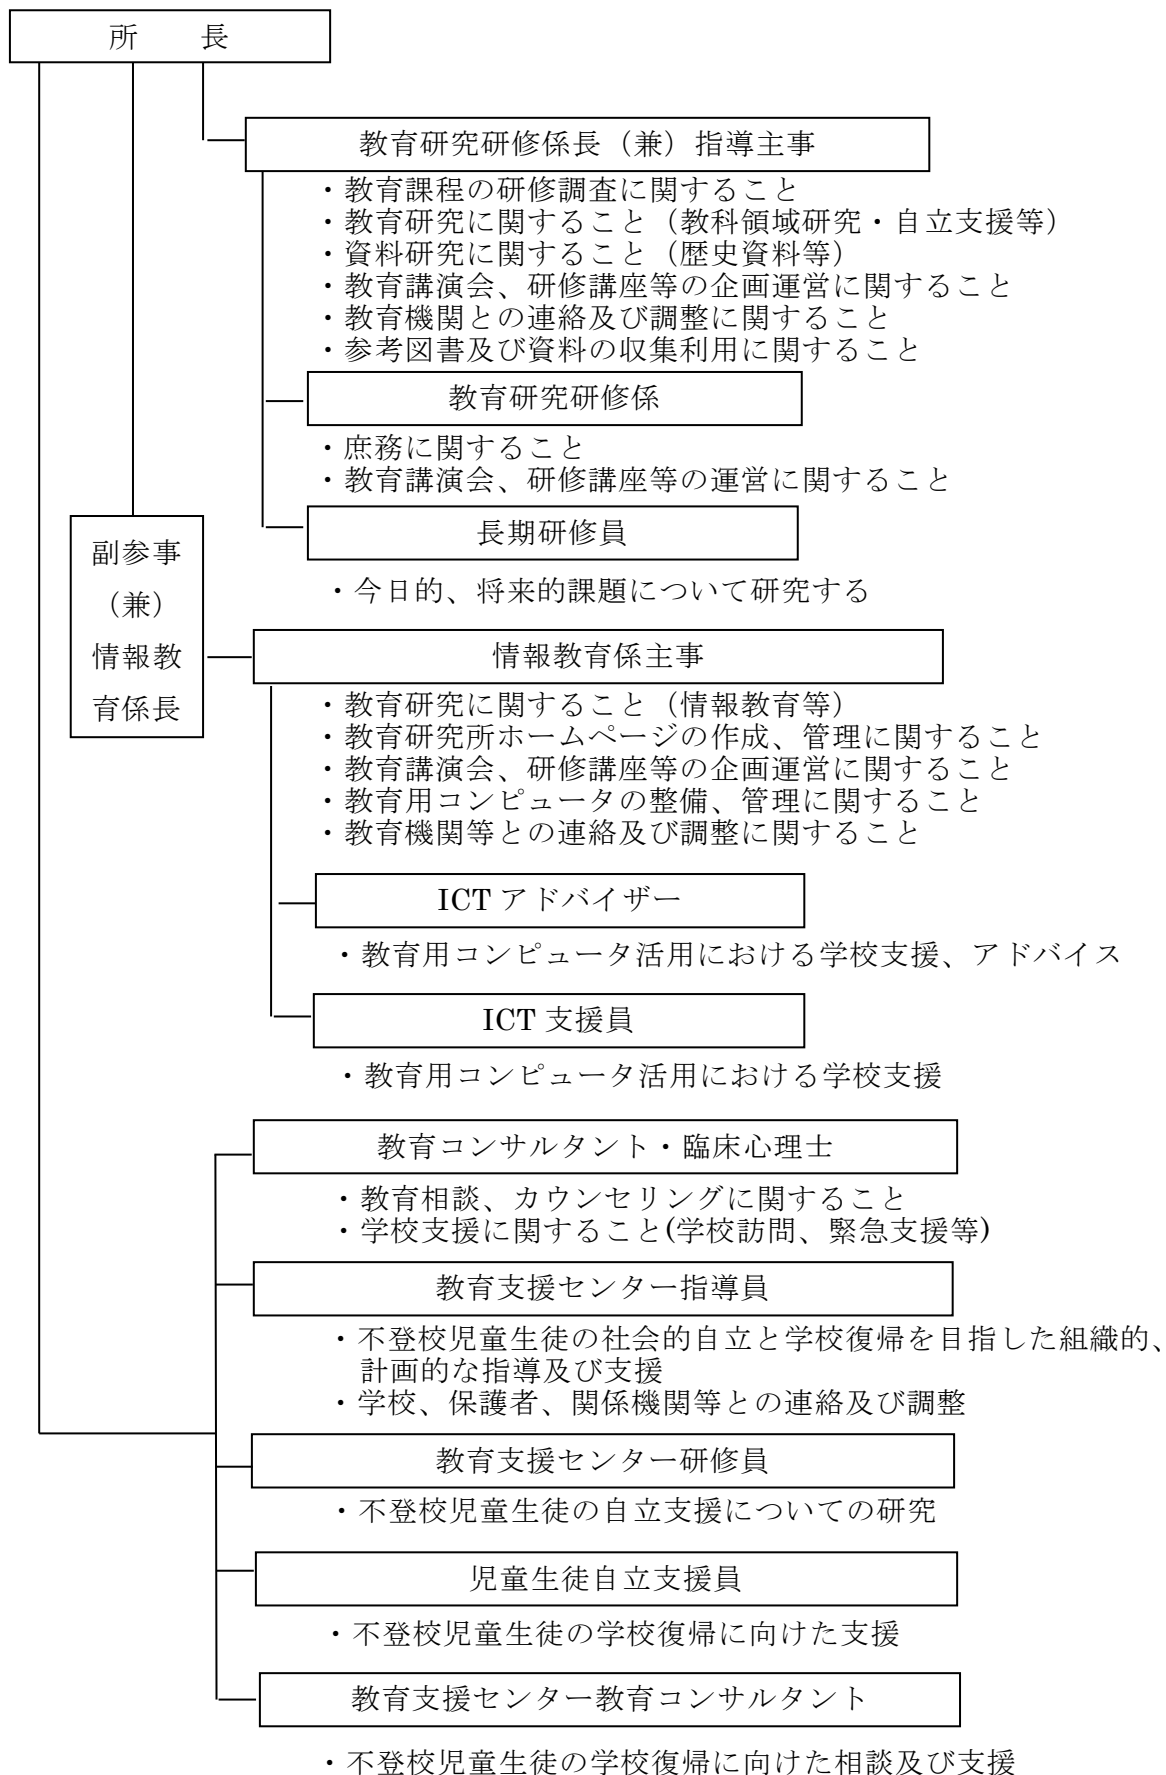 所　　長
教育研究研修係長（兼）指導主事
・教育課程の研修調査に関すること
・教育研究に関すること（教科領域研究・自立支援等）
・資料研究に関すること（歴史資料等）
・教育講演会、研修講座等の企画運営に関すること
・教育機関との連絡及び調整に関すること
・参考図書及び資料の収集利用に関すること
教育研究研修係
・庶務に関すること
・教育講演会、研修講座等の運営に関すること
長期研修員
・今日的、将来的課題について研究する
副参事
（兼）
情報教
育係長
情報教育係主事
・教育研究に関すること（情報教育等）
・教育研究所ホームページの作成、管理に関すること
・教育講演会、研修講座等の企画運営に関すること
・教育用コンピュータの整備、管理に関すること
・教育機関等との連絡及び調整に関すること
ICT アドバイザー
・教育用コンピュータ活用における学校支援、アドバイス
ICT 支援員
・教育用コンピュータ活用における学校支援
教育コンサルタント・臨床心理士
・教育相談、カウンセリングに関すること
・学校支援に関すること(学校訪問、緊急支援等)
教育支援センター指導員
・不登校児童生徒の社会的自立と学校復帰を目指した組織的、
計画的な指導及び支援
・学校、保護者、関係機関等との連絡及び調整
教育支援センター研修員
・不登校児童生徒の自立支援についての研究
児童生徒自立支援員
・不登校児童生徒の学校復帰に向けた支援
教育支援センター教育コンサルタント
・不登校児童生徒の学校復帰に向けた相談及び支援